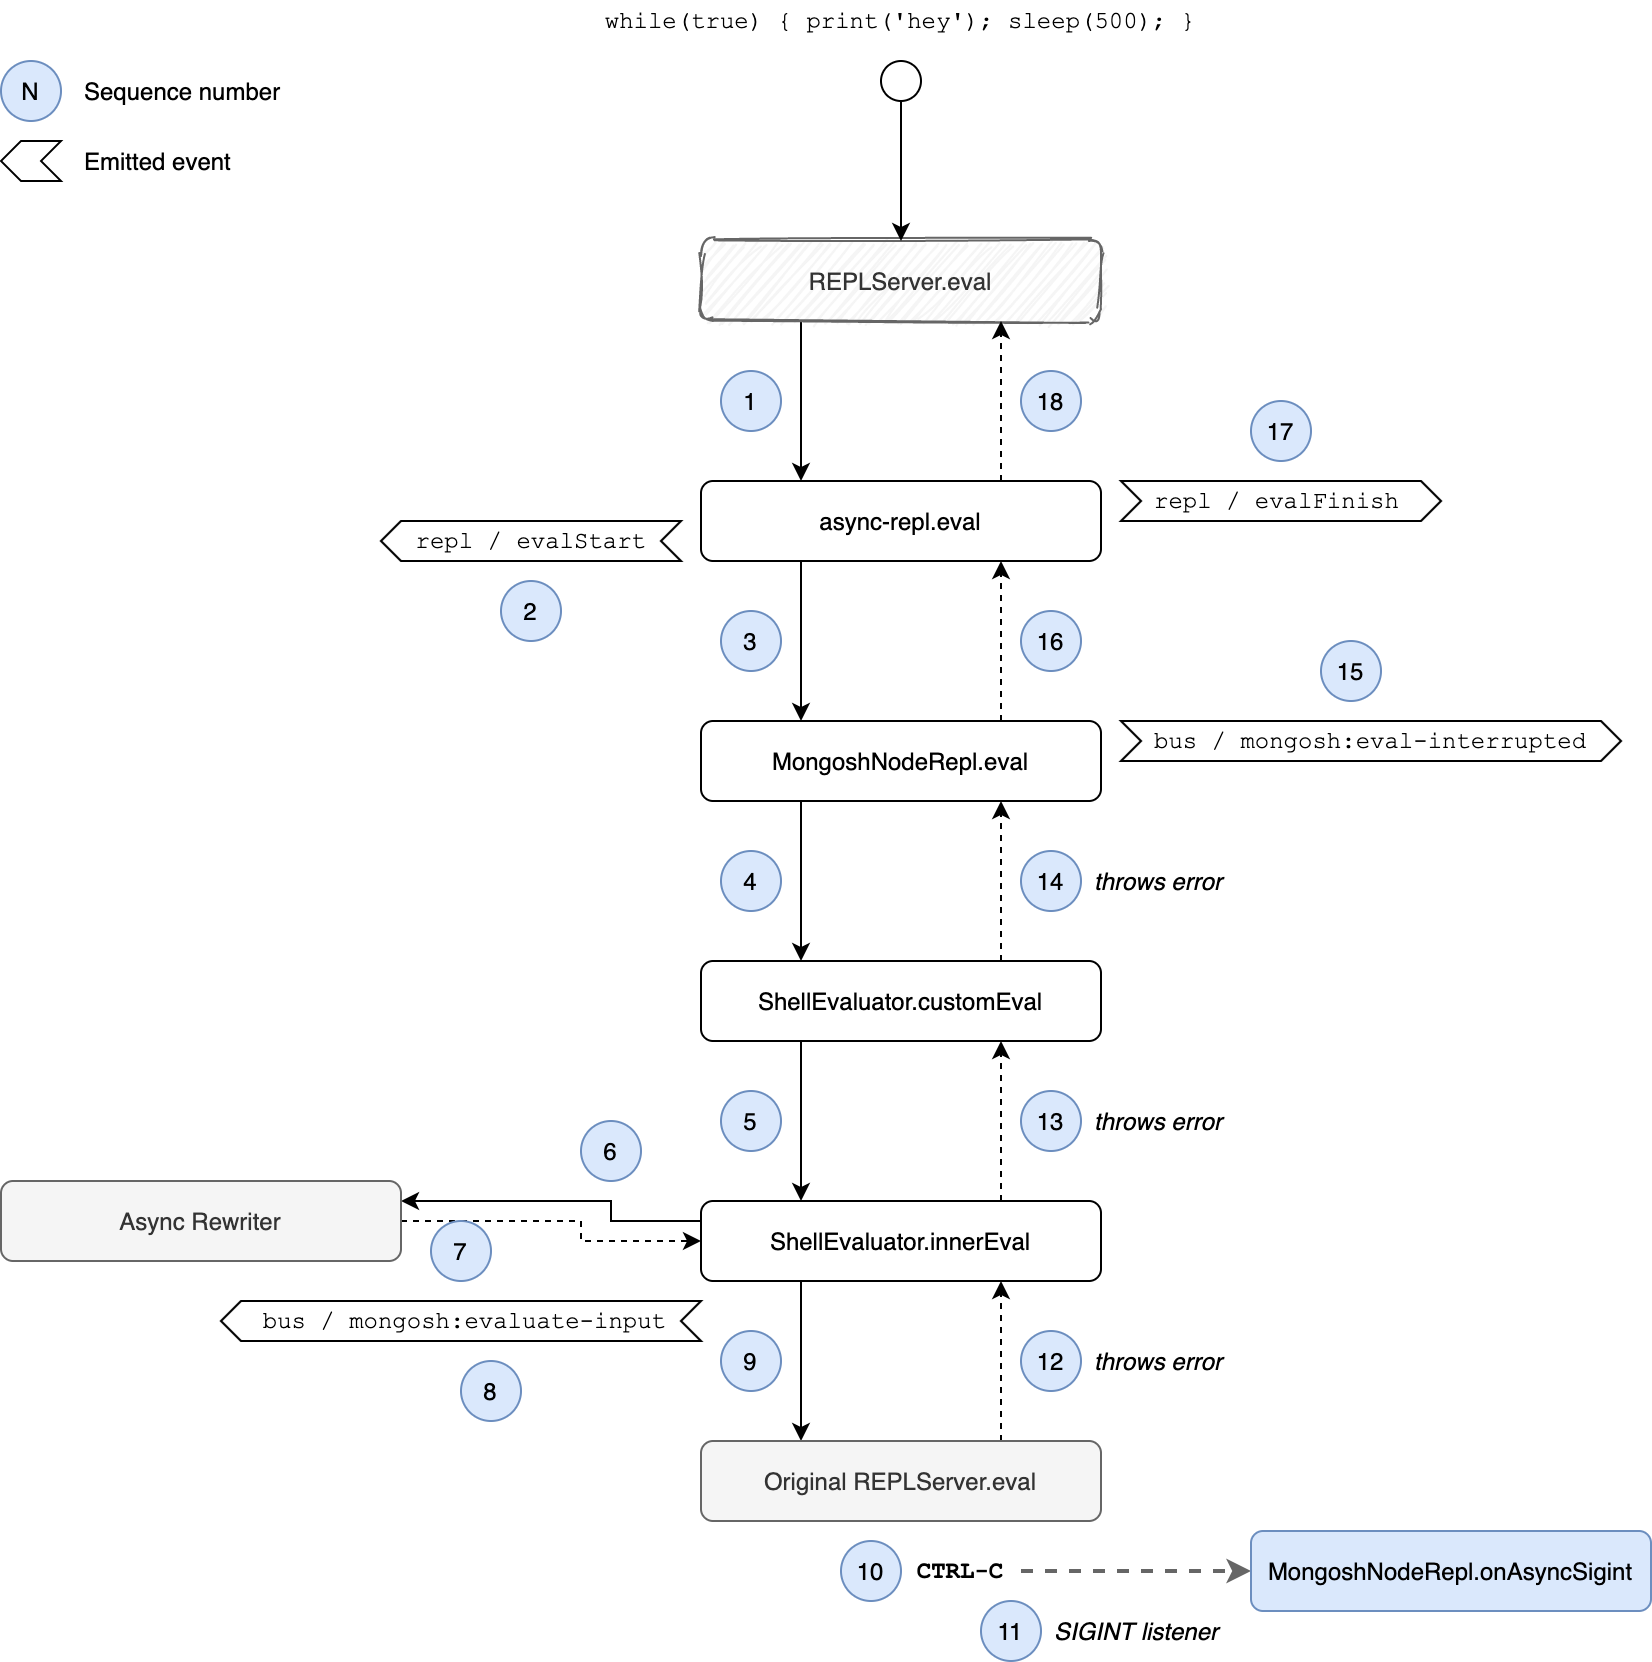 while(true) { print('hey'); sleep(500); }
N Sequence number
Emitted event
REPLServer.eval
1
18
17
repl / evalFinish
async-repl.eval
repl / evalStart
2
3
16
15
bus / mongosh:eval-interrupted
MongoshNodeRepl.eval
4
14 throws error
ShellEvaluator.customEval
5
13 throws error
6
Async Rewriter
7
ShellEvaluator.innerEval
bus / mongosh:evaluate-input
8
9
12 throws error
Original REPLServer.eval
10 CTRL-C
MongoshNodeRepl.onAsyncSigint
11 SIGINT listener